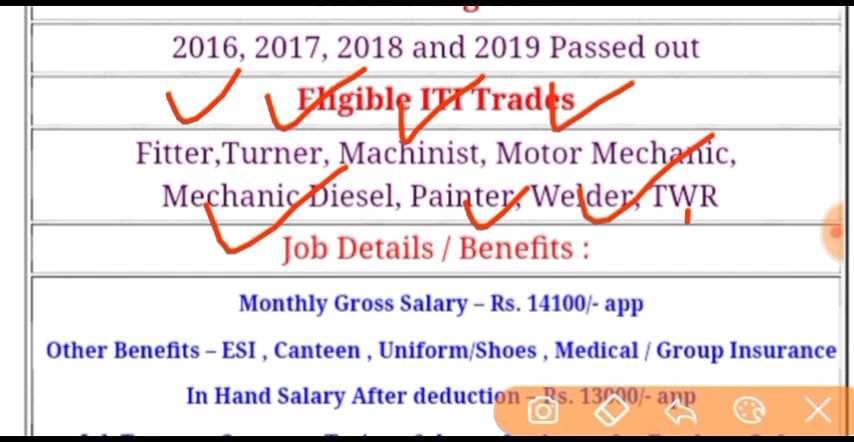 2016, 2017, 2018 and 2019 Passed out
Eligible ITI Trades
Fitter,Turner, Machinist, Motor Mechanic,
Mechanic Diesel, Painter, Welder, TWR
Job Details / Benefits :
Monthly Gross Salary – Rs. 14100/- app
Other Benefits – ESI , Canteen , Uniform/Shoes , Medical / Group Insurance
In Hand Salary After deduction – Rs. 13000/- app